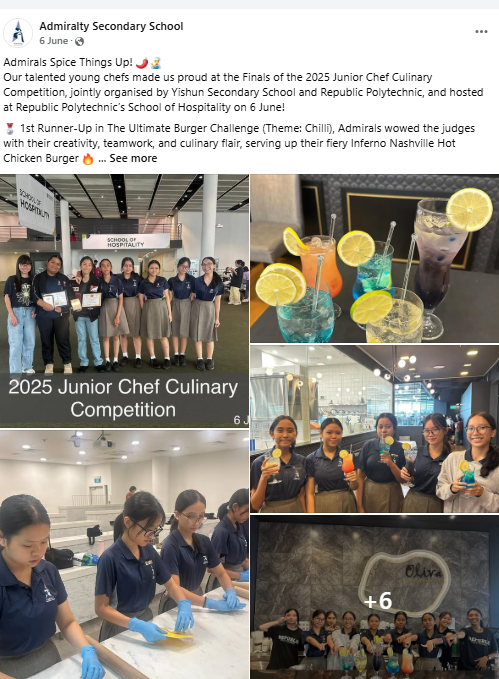 Admiralty Secondary School
6 June ·
Admirals Spice Things Up! 🌶️👨‍🍳
Our talented young chefs made us proud at the Finals of the 2025 Junior Chef Culinary
Competition, jointly organised by Yishun Secondary School and Republic Polytechnic, and hosted
at Republic Polytechnic's School of Hospitality on 6 June!
🥈 1st Runner-Up in The Ultimate Burger Challenge (Theme: Chilli), Admirals wowed the judges
with their creativity, teamwork, and culinary flair, serving up their fiery Inferno Nashville Hot
Chicken Burger 🔥 ... See more
SCHOOL OF
HOSPITALITY
SCHOOL OF
HOSPITALITY
2025 Junior Chef Culinary
Competition
6 J
Olive
+6